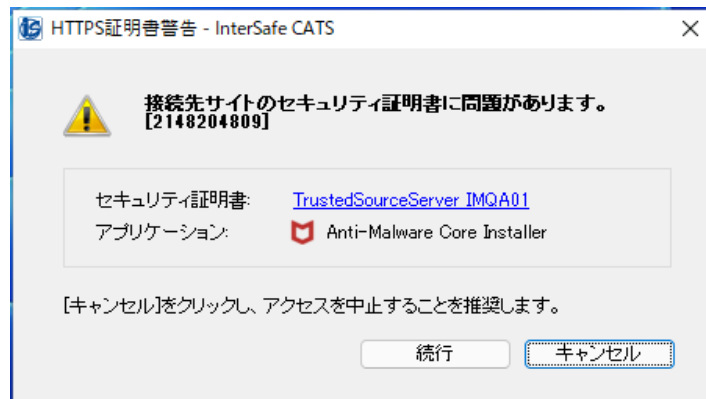 HTTPS証明書警告 - InterSafe CATS
接続先サイトのセキュリティ証明書に問題があります。
[2148204809]
セキュリティ証明書: TrustedSourceServer IMQA01
アプリケーション: Anti-Malware Core Installer
[キャンセル]をクリックし、アクセスを中止することを推奨します。
続行 キャンセル